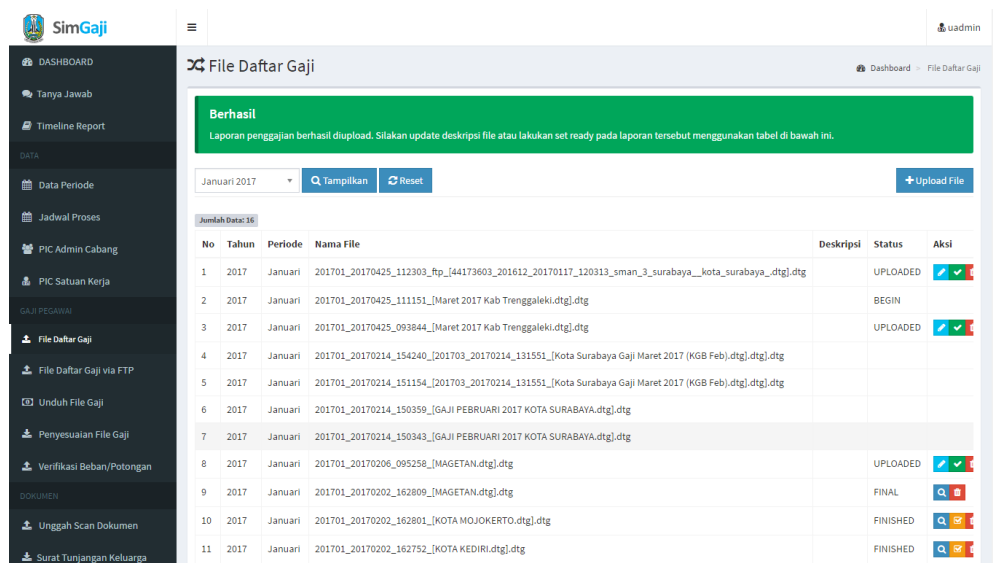 SimGaji
uadmin
DASHBOARD
Tanya Jawab
Timeline Report
DATA
Data Periode
Jadwal Proses
PIC Admin Cabang
PIC Satuan Kerja
GAJI PEGAWAI
File Daftar Gaji
File Daftar Gaji via FTP
Unduh File Gaji
Penyesuaian File Gaji
Verifikasi Beban/Potongan
DOKUMEN
Unggah Scan Dokumen
Surat Tunjangan Keluarga
File Daftar Gaji
Dashboard > File Daftar Gaji
Berhasil
Laporan penggajian berhasil diupload. Silakan update deskripsi file atau lakukan set ready pada laporan tersebut menggunakan tabel di bawah ini.
Januari 2017 Tampilkan Reset Upload File
Jumlah Data: 16
No Tahun Periode Nama File Deskripsi Status Aksi
1 2017 Januari 201701_20170425_112303_ftp_[44173603_201612_20170117_120313_sman_3_surabaya__kota_surabaya_.dtg].dtg UPLOADED
2 2017 Januari 201701_20170425_111151_[Maret 2017 Kab Trenggaleki.dtg].dtg BEGIN
3 2017 Januari 201701_20170425_093844_[Maret 2017 Kab Trenggaleki.dtg].dtg UPLOADED
4 2017 Januari 201701_20170214_154240_[201703_20170214_131551_[Kota Surabaya Gaji Maret 2017 (KGB Feb).dtg].dtg].dtg
5 2017 Januari 201701_20170214_151154_[201703_20170214_131551_[Kota Surabaya Gaji Maret 2017 (KGB Feb).dtg].dtg].dtg
6 2017 Januari 201701_20170214_150359_[GAJI PEBRUARI 2017 KOTA SURABAYA.dtg].dtg
7 2017 Januari 201701_20170214_150343_[GAJI PEBRUARI 2017 KOTA SURABAYA.dtg].dtg
8 2017 Januari 201701_20170206_095258_[MAGETAN.dtg].dtg UPLOADED
9 2017 Januari 201701_20170202_162809_[MAGETAN.dtg].dtg FINAL
10 2017 Januari 201701_20170202_162801_[KOTA MOJOKERTO.dtg].dtg FINISHED
11 2017 Januari 201701_20170202_162752_[KOTA KEDIRI.dtg].dtg FINISHED